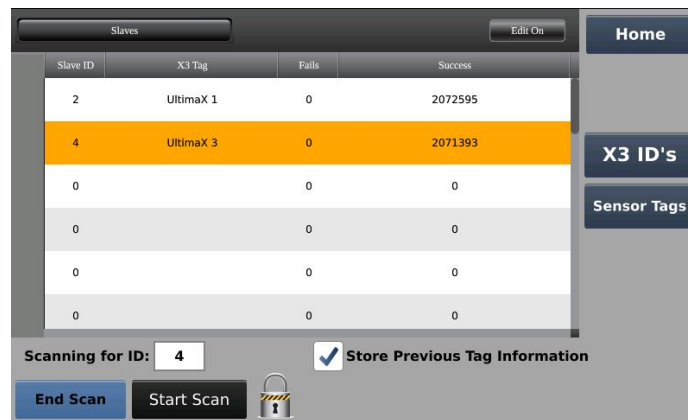 Slaves Edit On
Home
Slave ID X3 Tag Fails Success
2 UltimaX 1 0 2072595
4 UltimaX 3 0 2071393
X3 ID's
0 0 0
Sensor Tags
0 0 0
0 0 0
0 0 0
Scanning for ID: 4 Store Previous Tag Information
End Scan Start Scan